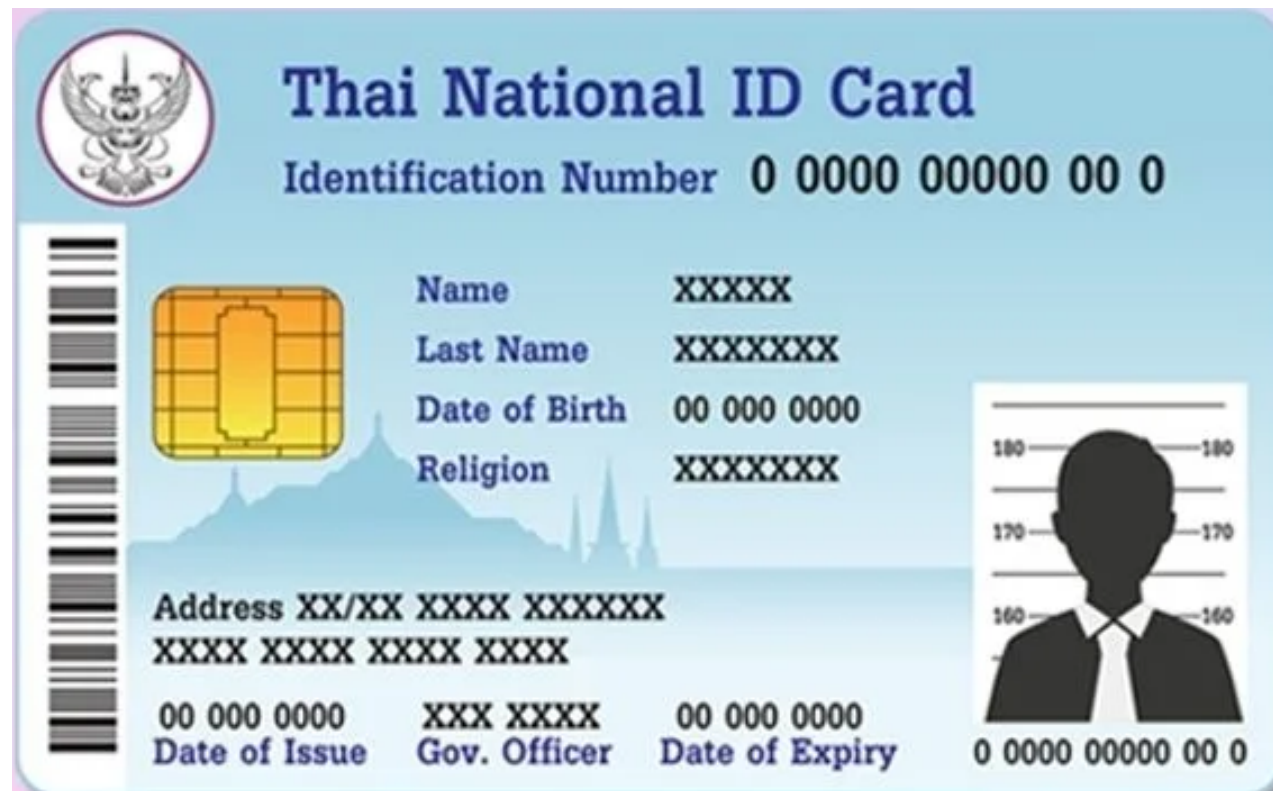 Thai National ID Card
Identification Number 0 0000 00000 00 0
Name XXXXX
Last Name XXXXXXX
Date of Birth 00 000 0000
Religion XXXXXXX
180 180
170 170
160 160
Address XX/XX XXXX XXXXXX
XXXX XXXX XXXX XXXX
00 000 0000 XXX XXXX 00 000 0000
Date of Issue Gov. Officer Date of Expiry
0 0000 00000 00 0